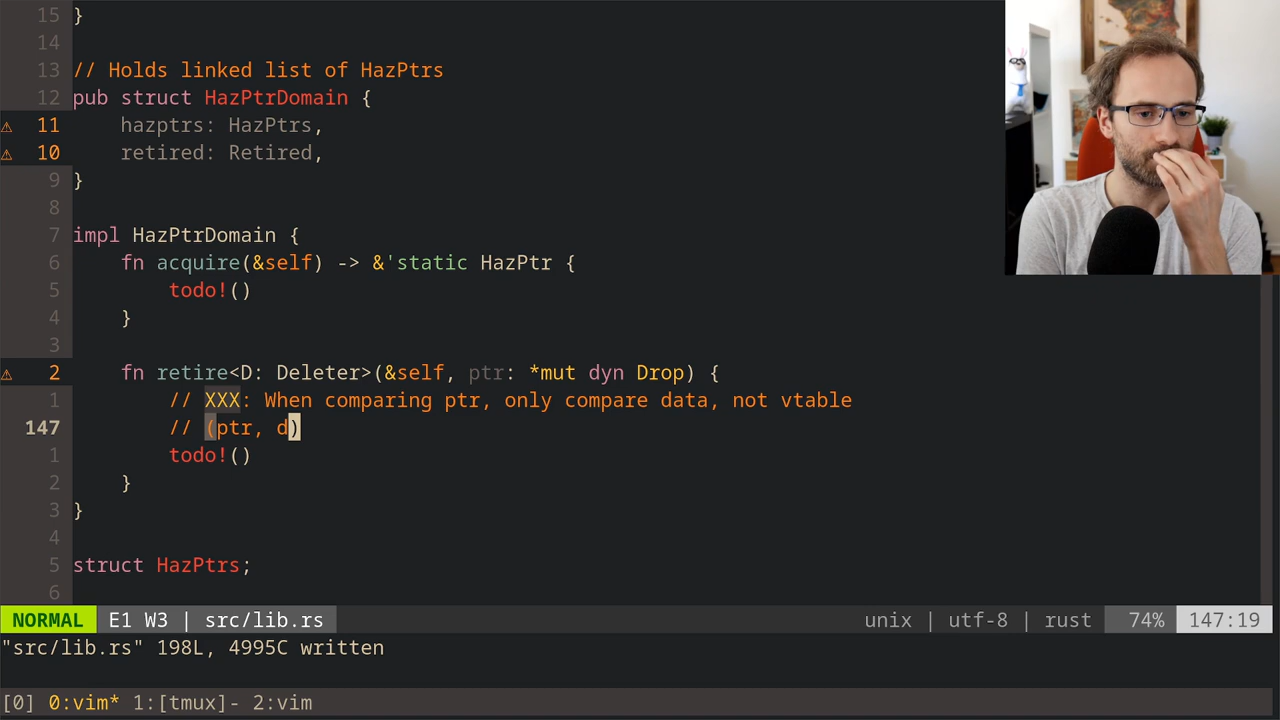 15 }
14
13 // Holds linked list of HazPtrs
12 pub struct HazPtrDomain {
⚠ 11     hazptrs: HazPtrs,
⚠ 10     retired: Retired,
9 }
8
7 impl HazPtrDomain {
6     fn acquire(&self) -> &'static HazPtr {
5         todo!()
4     }
3
⚠ 2     fn retire<D: Deleter>(&self, ptr: *mut dyn Drop) {
1         // XXX: When comparing ptr, only compare data, not vtable
147         // (ptr, d)
1         todo!()
2     }
3 }
4
5 struct HazPtrs;
6
NORMAL E1 W3 | src/lib.rs unix | utf-8 | rust 74% 147:19
"src/lib.rs" 198L, 4995C written
[0] 0:vim* 1:[tmux]- 2:vim